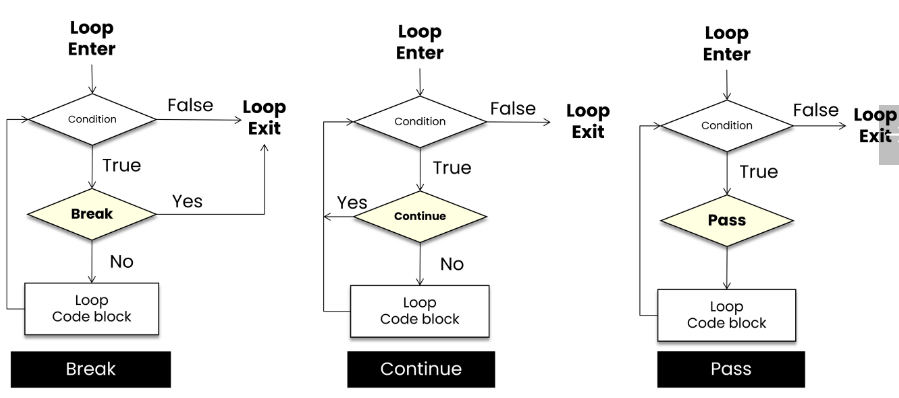 Loop
Enter
Condition
False
Loop
Exit
True
Break
Yes
No
Loop
Code block
Break
Loop
Enter
Condition
False
Loop
Exit
True
Yes
Continue
No
Loop
Code block
Continue
Loop
Enter
Condition
False
Loop
Exit
True
Pass
Loop
Code block
Pass